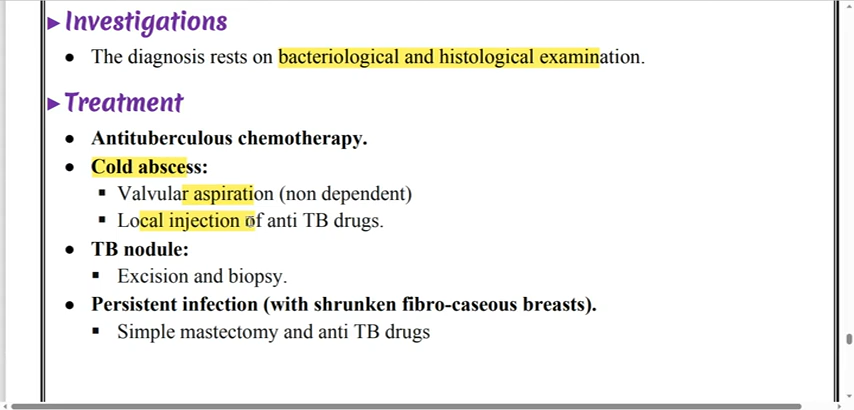 ►Investigations
● The diagnosis rests on bacteriological and histological examination.
►Treatment
● Antituberculous chemotherapy.
● Cold abscess:
▪ Valvular aspiration (non dependent)
▪ Local injection of anti TB drugs.
● TB nodule:
▪ Excision and biopsy.
● Persistent infection (with shrunken fibro-caseous breasts).
▪ Simple mastectomy and anti TB drugs